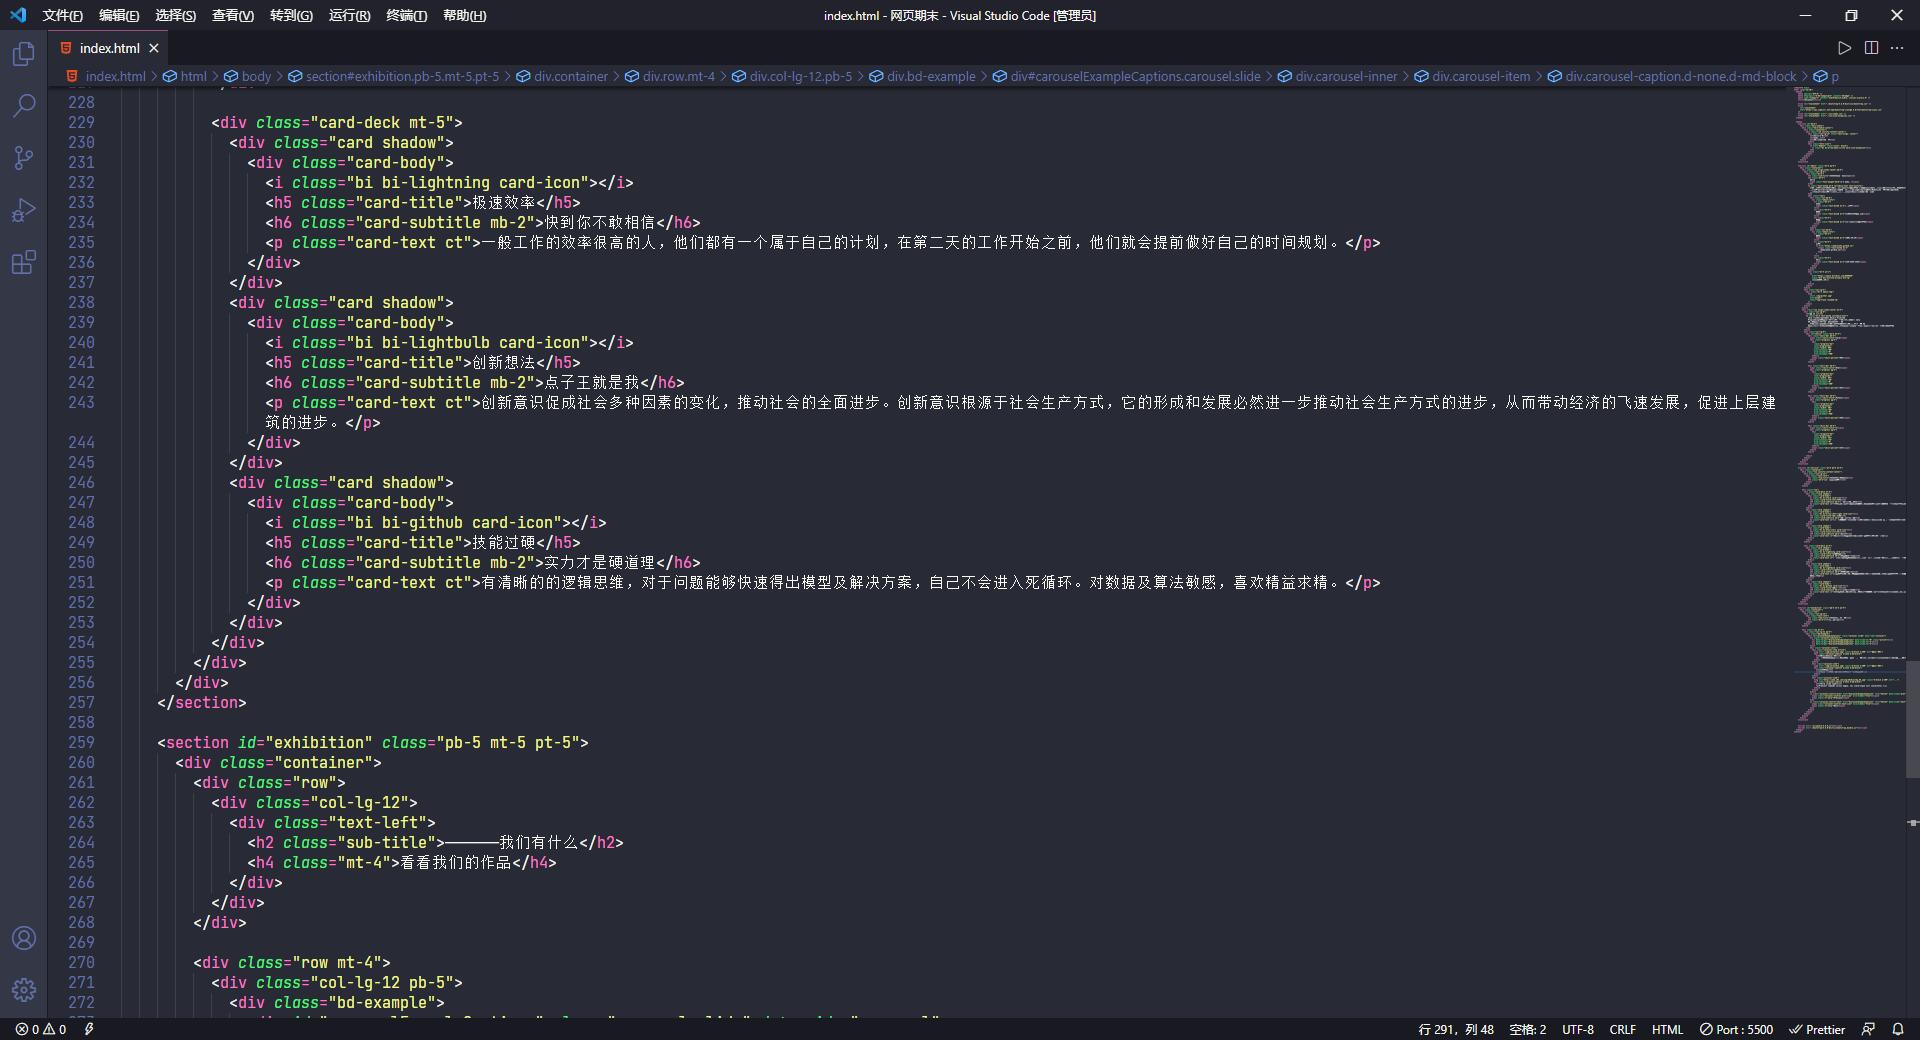 文件(F) 编辑(E) 选择(S) 查看(V) 转到(G) 运行(R) 终端(T) 帮助(H) index.html - 网页期末 - Visual Studio Code [管理员]
index.html
index.html > html > body > section#exhibition.pb-5.mt-5.pt-5 > div.container > div.row.mt-4 > div.col-lg-12.pb-5 > div.bd-example > div#carouselExampleCaptions.carousel.slide > div.carousel-inner > div.carousel-item > div.carousel-caption.d-none.d-md-block > p
228
229 <div class="card-deck mt-5">
230 <div class="card shadow">
231 <div class="card-body">
232 <i class="bi bi-lightning card-icon"></i>
233 <h5 class="card-title">极速效率</h5>
234 <h6 class="card-subtitle mb-2">快到你不敢相信</h6>
235 <p class="card-text ct">一般工作的效率很高的人，他们都有一个属于自己的计划，在第二天的工作开始之前，他们就会提前做好自己的时间规划。</p>
236 </div>
237 </div>
238 <div class="card shadow">
239 <div class="card-body">
240 <i class="bi bi-lightbulb card-icon"></i>
241 <h5 class="card-title">创新想法</h5>
242 <h6 class="card-subtitle mb-2">点子王就是我</h6>
243 <p class="card-text ct">创新意识促成社会多种因素的变化，推动社会的全面进步。创新意识根源于社会生产方式，它的形成和发展必然进一步推动社会生产方式的进步，从而带动经济的飞速发展，促进上层建
筑的进步。</p>
244 </div>
245 </div>
246 <div class="card shadow">
247 <div class="card-body">
248 <i class="bi bi-github card-icon"></i>
249 <h5 class="card-title">技能过硬</h5>
250 <h6 class="card-subtitle mb-2">实力才是硬道理</h6>
251 <p class="card-text ct">有清晰的的逻辑思维，对于问题能够快速得出模型及解决方案，自己不会进入死循环。对数据及算法敏感，喜欢精益求精。</p>
252 </div>
253 </div>
254 </div>
255 </div>
256 </div>
257 </section>
258
259 <section id="exhibition" class="pb-5 mt-5 pt-5">
260 <div class="container">
261 <div class="row">
262 <div class="col-lg-12">
263 <div class="text-left">
264 <h2 class="sub-title">———我们有什么</h2>
265 <h4 class="mt-4">看看我们的作品</h4>
266 </div>
267 </div>
268 </div>
269
270 <div class="row mt-4">
271 <div class="col-lg-12 pb-5">
272 <div class="bd-example">
0 0 行 291，列 48 空格: 2 UTF-8 CRLF HTML Port : 5500 Prettier